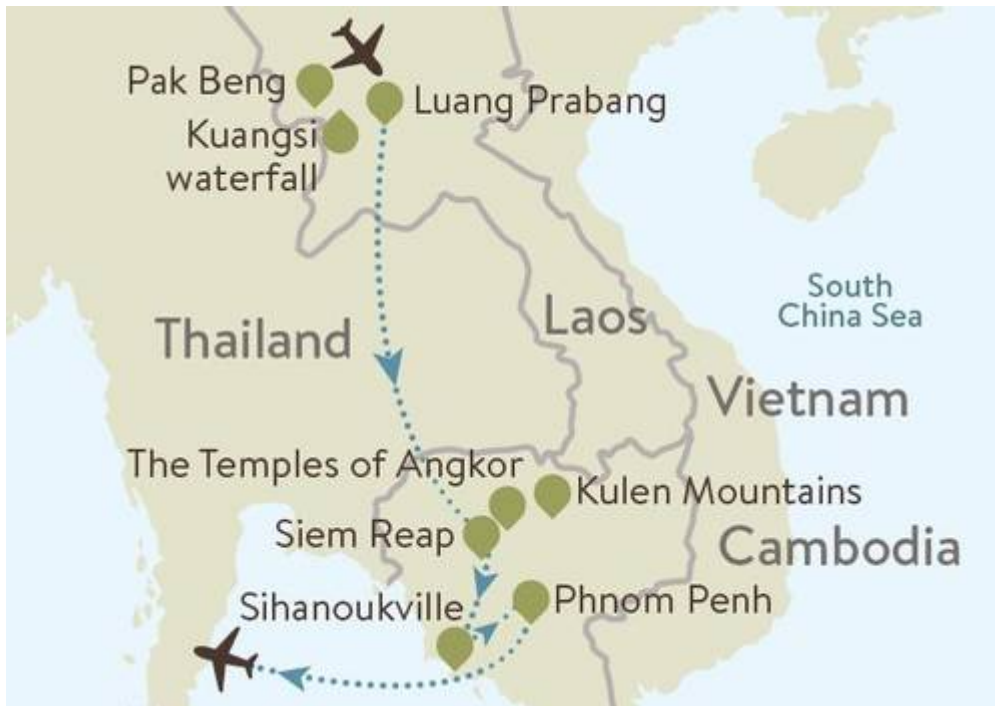 Pak Beng
Luang Prabang
Kuangsi
waterfall
South
China Sea
Laos
Thailand
Vietnam
The Temples of Angkor
Kulen Mountains
Siem Reap
Cambodia
Sihanoukville
Phnom Penh